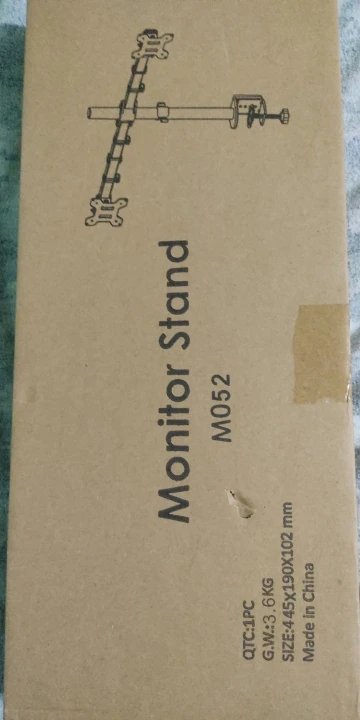 Monitor Stand
M052
QTC:1PC
G.W.:3.6KG
SIZE:445X190X102 mm
Made in China